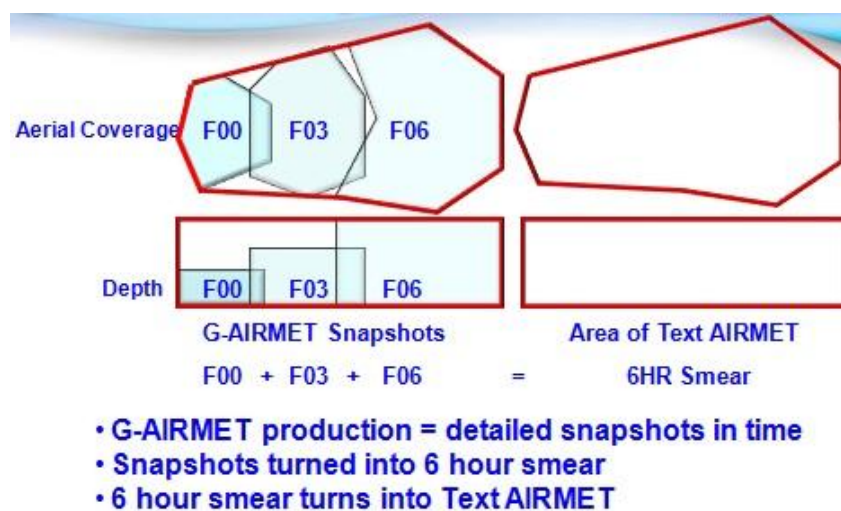 Aerial Coverage F00 F03 F06
Depth F00 F03 F06
G-AIRMET Snapshots Area of Text AIRMET
F00 + F03 + F06 = 6HR Smear
• G-AIRMET production = detailed snapshots in time
• Snapshots turned into 6 hour smear
• 6 hour smear turns into Text AIRMET